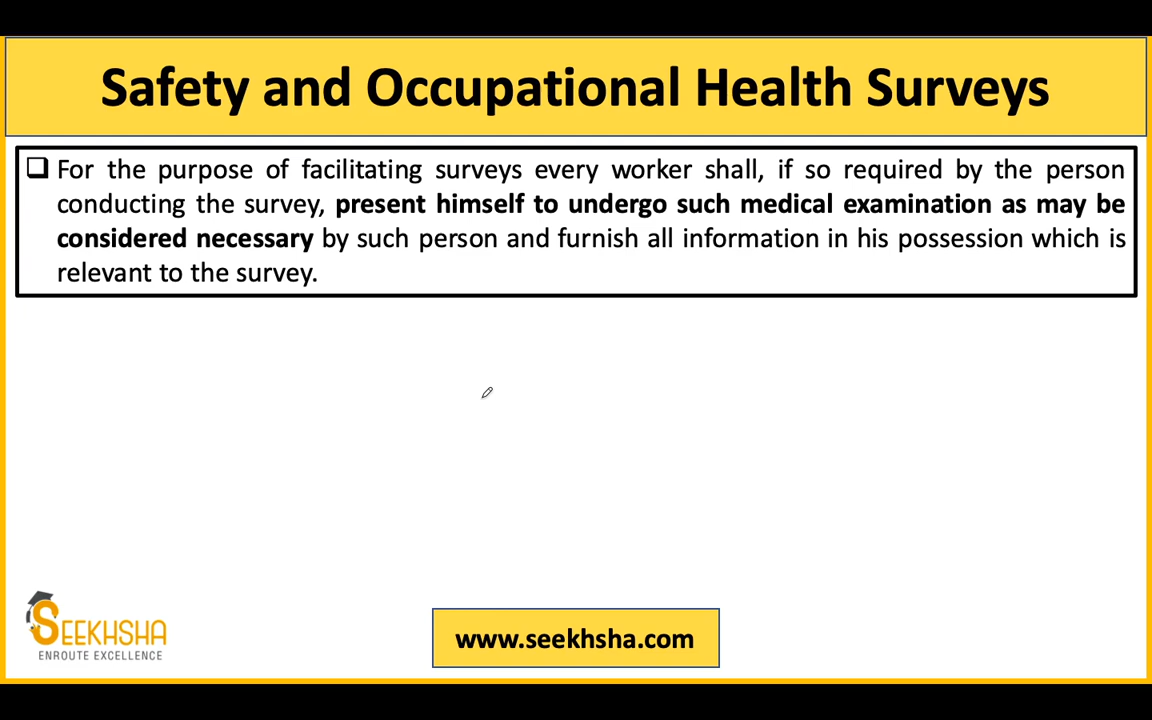 Safety and Occupational Health Surveys
For the purpose of facilitating surveys every worker shall, if so required by the person
conducting the survey, present himself to undergo such medical examination as may be
considered necessary by such person and furnish all information in his possession which is
relevant to the survey.
SEEKHSHA
ENROUTE EXCELLENCE
www.seekhsha.com